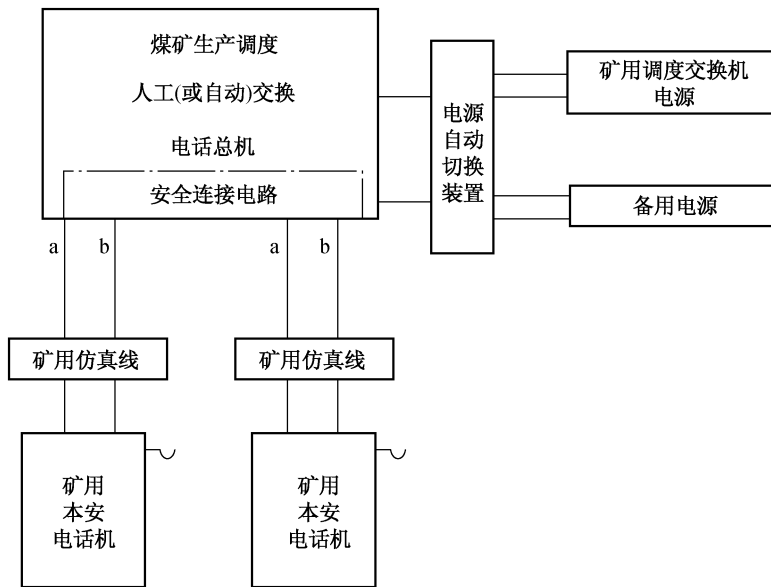 煤矿生产调度
人工(或自动)交换
电话总机
安全连接电路
电源
自动
切换
装置
矿用调度交换机
电源
备用电源
a
b
a
b
矿用仿真线
矿用仿真线
矿用
本安
电话机
矿用
本安
电话机